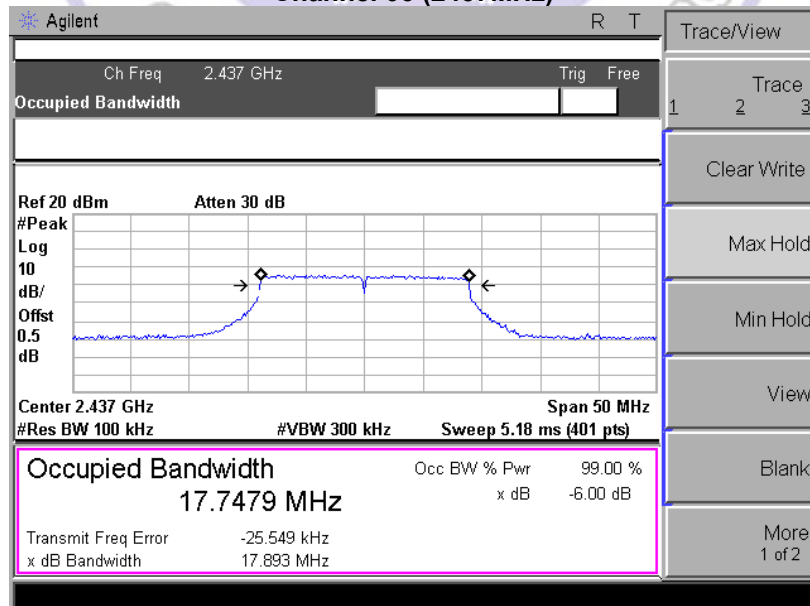 Agilent R T
Ch Freq 2.437 GHz Trig Free
Occupied Bandwidth
Ref 20 dBm Atten 30 dB
#Peak
Log
10
dB/
Offst
0.5
dB
Center 2.437 GHz Span 50 MHz
#Res BW 100 kHz #VBW 300 kHz Sweep 5.18 ms (401 pts)
Occupied Bandwidth
17.7479 MHz
Occ BW % Pwr 99.00 %
x dB -6.00 dB
Transmit Freq Error -25.549 kHz
x dB Bandwidth 17.893 MHz
Trace/View
Trace
1 2 3
Clear Write
Max Hold
Min Hold
View
Blank
More
1 of 2